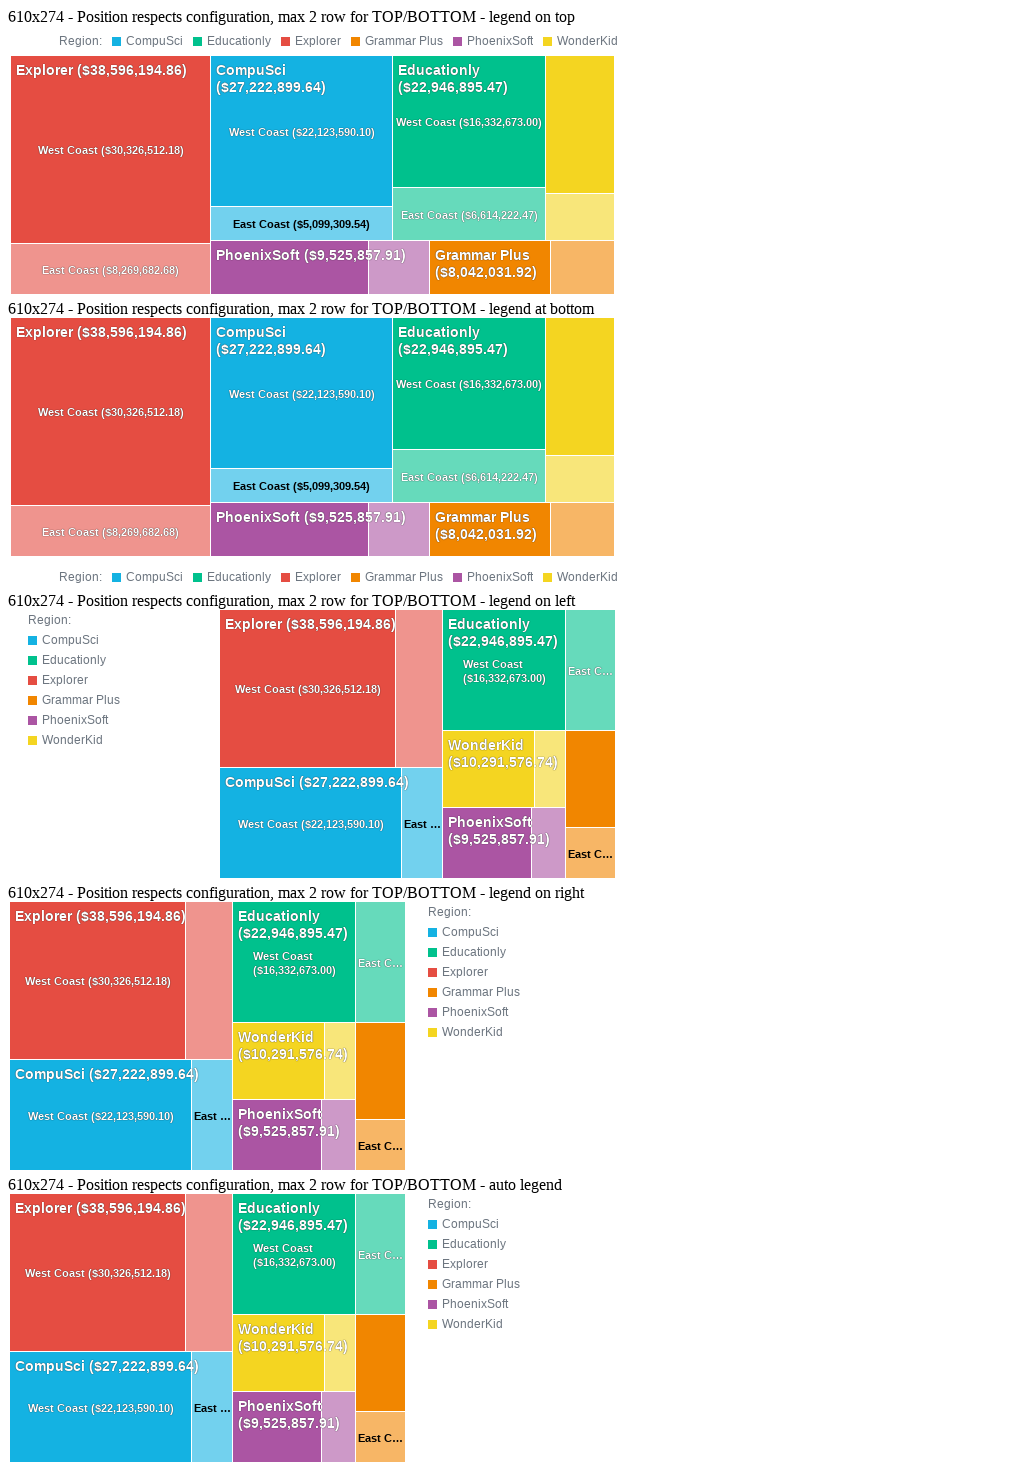 610x274 - Position respects configuration, max 2 row for TOP/BOTTOM - legend on top
Region: CompuSci Educationly Explorer Grammar Plus PhoenixSoft WonderKid
Explorer ($38,596,194.86)
West Coast ($30,326,512.18)
East Coast ($8,269,682.68)
CompuSci
($27,222,899.64)
West Coast ($22,123,590.10)
East Coast ($5,099,309.54)
Educationly
($22,946,895.47)
West Coast ($16,332,673.00)
East Coast ($6,614,222.47)
PhoenixSoft ($9,525,857.91)
Grammar Plus
($8,042,031.92)
610x274 - Position respects configuration, max 2 row for TOP/BOTTOM - legend at bottom
Explorer ($38,596,194.86)
West Coast ($30,326,512.18)
East Coast ($8,269,682.68)
CompuSci
($27,222,899.64)
West Coast ($22,123,590.10)
East Coast ($5,099,309.54)
Educationly
($22,946,895.47)
West Coast ($16,332,673.00)
East Coast ($6,614,222.47)
PhoenixSoft ($9,525,857.91)
Grammar Plus
($8,042,031.92)
Region: CompuSci Educationly Explorer Grammar Plus PhoenixSoft WonderKid
610x274 - Position respects configuration, max 2 row for TOP/BOTTOM - legend on left
Region:
CompuSci
Educationly
Explorer
Grammar Plus
PhoenixSoft
WonderKid
Explorer ($38,596,194.86)
West Coast ($30,326,512.18)
CompuSci ($27,222,899.64)
West Coast ($22,123,590.10)
East ...
Educationly
($22,946,895.47)
West Coast
($16,332,673.00)
East C...
WonderKid
($10,291,576.74)
PhoenixSoft
($9,525,857.91)
East C...
610x274 - Position respects configuration, max 2 row for TOP/BOTTOM - legend on right
Explorer ($38,596,194.86)
West Coast ($30,326,512.18)
CompuSci ($27,222,899.64)
West Coast ($22,123,590.10)
East ...
Educationly
($22,946,895.47)
West Coast
($16,332,673.00)
East C...
WonderKid
($10,291,576.74)
PhoenixSoft
($9,525,857.91)
East C...
Region:
CompuSci
Educationly
Explorer
Grammar Plus
PhoenixSoft
WonderKid
610x274 - Position respects configuration, max 2 row for TOP/BOTTOM - auto legend
Explorer ($38,596,194.86)
West Coast ($30,326,512.18)
CompuSci ($27,222,899.64)
West Coast ($22,123,590.10)
East ...
Educationly
($22,946,895.47)
West Coast
($16,332,673.00)
East C...
WonderKid
($10,291,576.74)
PhoenixSoft
($9,525,857.91)
East C...
Region:
CompuSci
Educationly
Explorer
Grammar Plus
PhoenixSoft
WonderKid